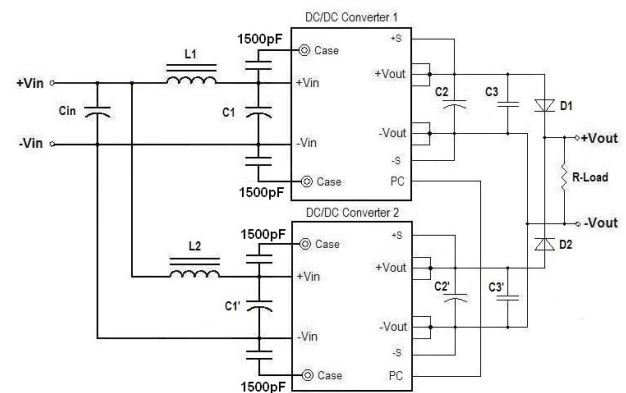 DC/DC Converter 1
1500pF
Case
+S
L1
+Vin
+Vin
+Vout
Cin
C1
C2
C3
D1
-Vin
-Vin
-Vout
+Vout
-S
Case
PC
R-Load
1500pF
-Vout
DC/DC Converter 2
1500pF
Case
+S
L2
D2
+Vin
+Vout
C1'
C2'
C3'
-Vin
-Vout
-S
Case
PC
1500pF